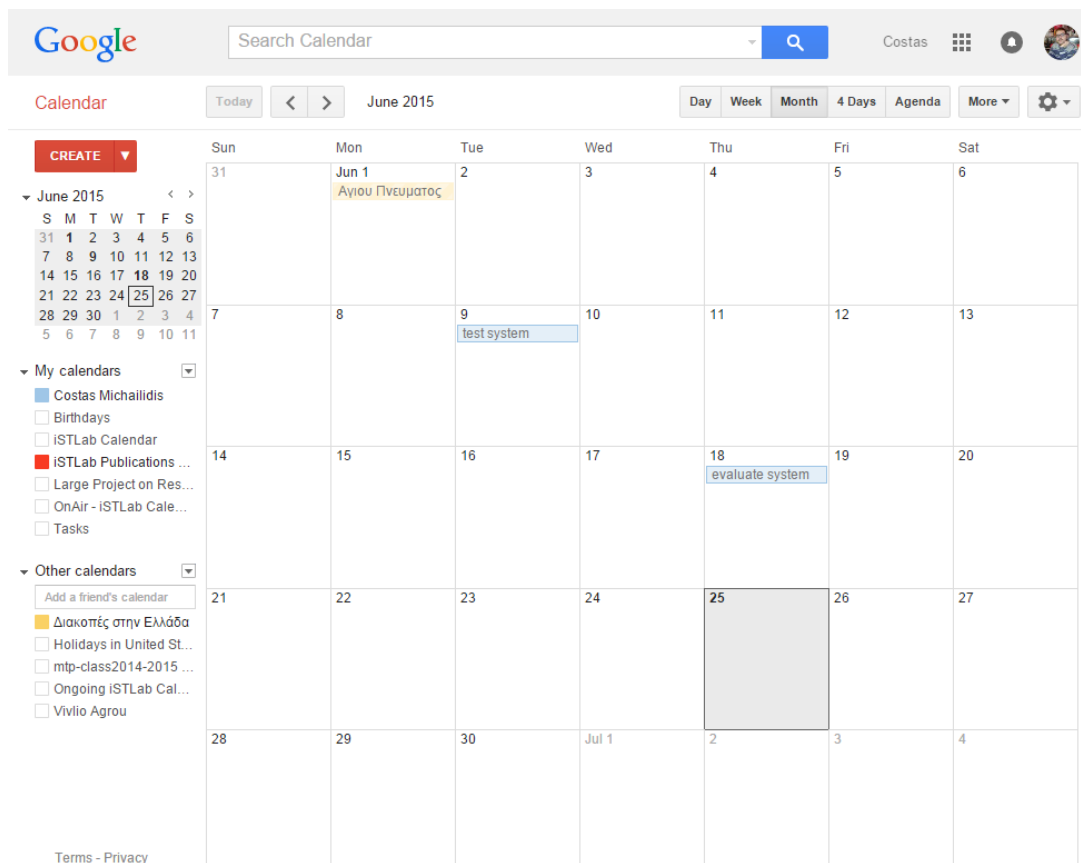 Google
Search Calendar
Costas
Calendar
Today
June 2015
Day Week Month 4 Days Agenda More
CREATE
June 2015
S M T W T F S
31 1 2 3 4 5 6
7 8 9 10 11 12 13
14 15 16 17 18 19 20
21 22 23 24 25 26 27
28 29 30 1 2 3 4
5 6 7 8 9 10 11
My calendars
Costas Michailidis
Birthdays
iSTLab Calendar
iSTLab Publications ...
Large Project on Res...
OnAir - iSTLab Cale...
Tasks
Other calendars
Add a friend's calendar
Διακοπές στην Ελλάδα
Holidays in United St...
mtp-class2014-2015 ...
Ongoing iSTLab Cal...
Vivlio Agrou
Terms - Privacy
Sun Mon Tue Wed Thu Fri Sat
31 Jun 1 2 3 4 5 6
Αγιου Πνευματος
7 8 9 10 11 12 13
test system
14 15 16 17 18 19 20
evaluate system
21 22 23 24 25 26 27
28 29 30 Jul 1 2 3 4